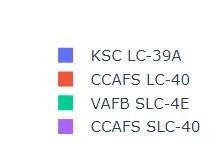 KSC LC-39A
CCAFS LC-40
VAFB SLC-4E
CCAFS SLC-40